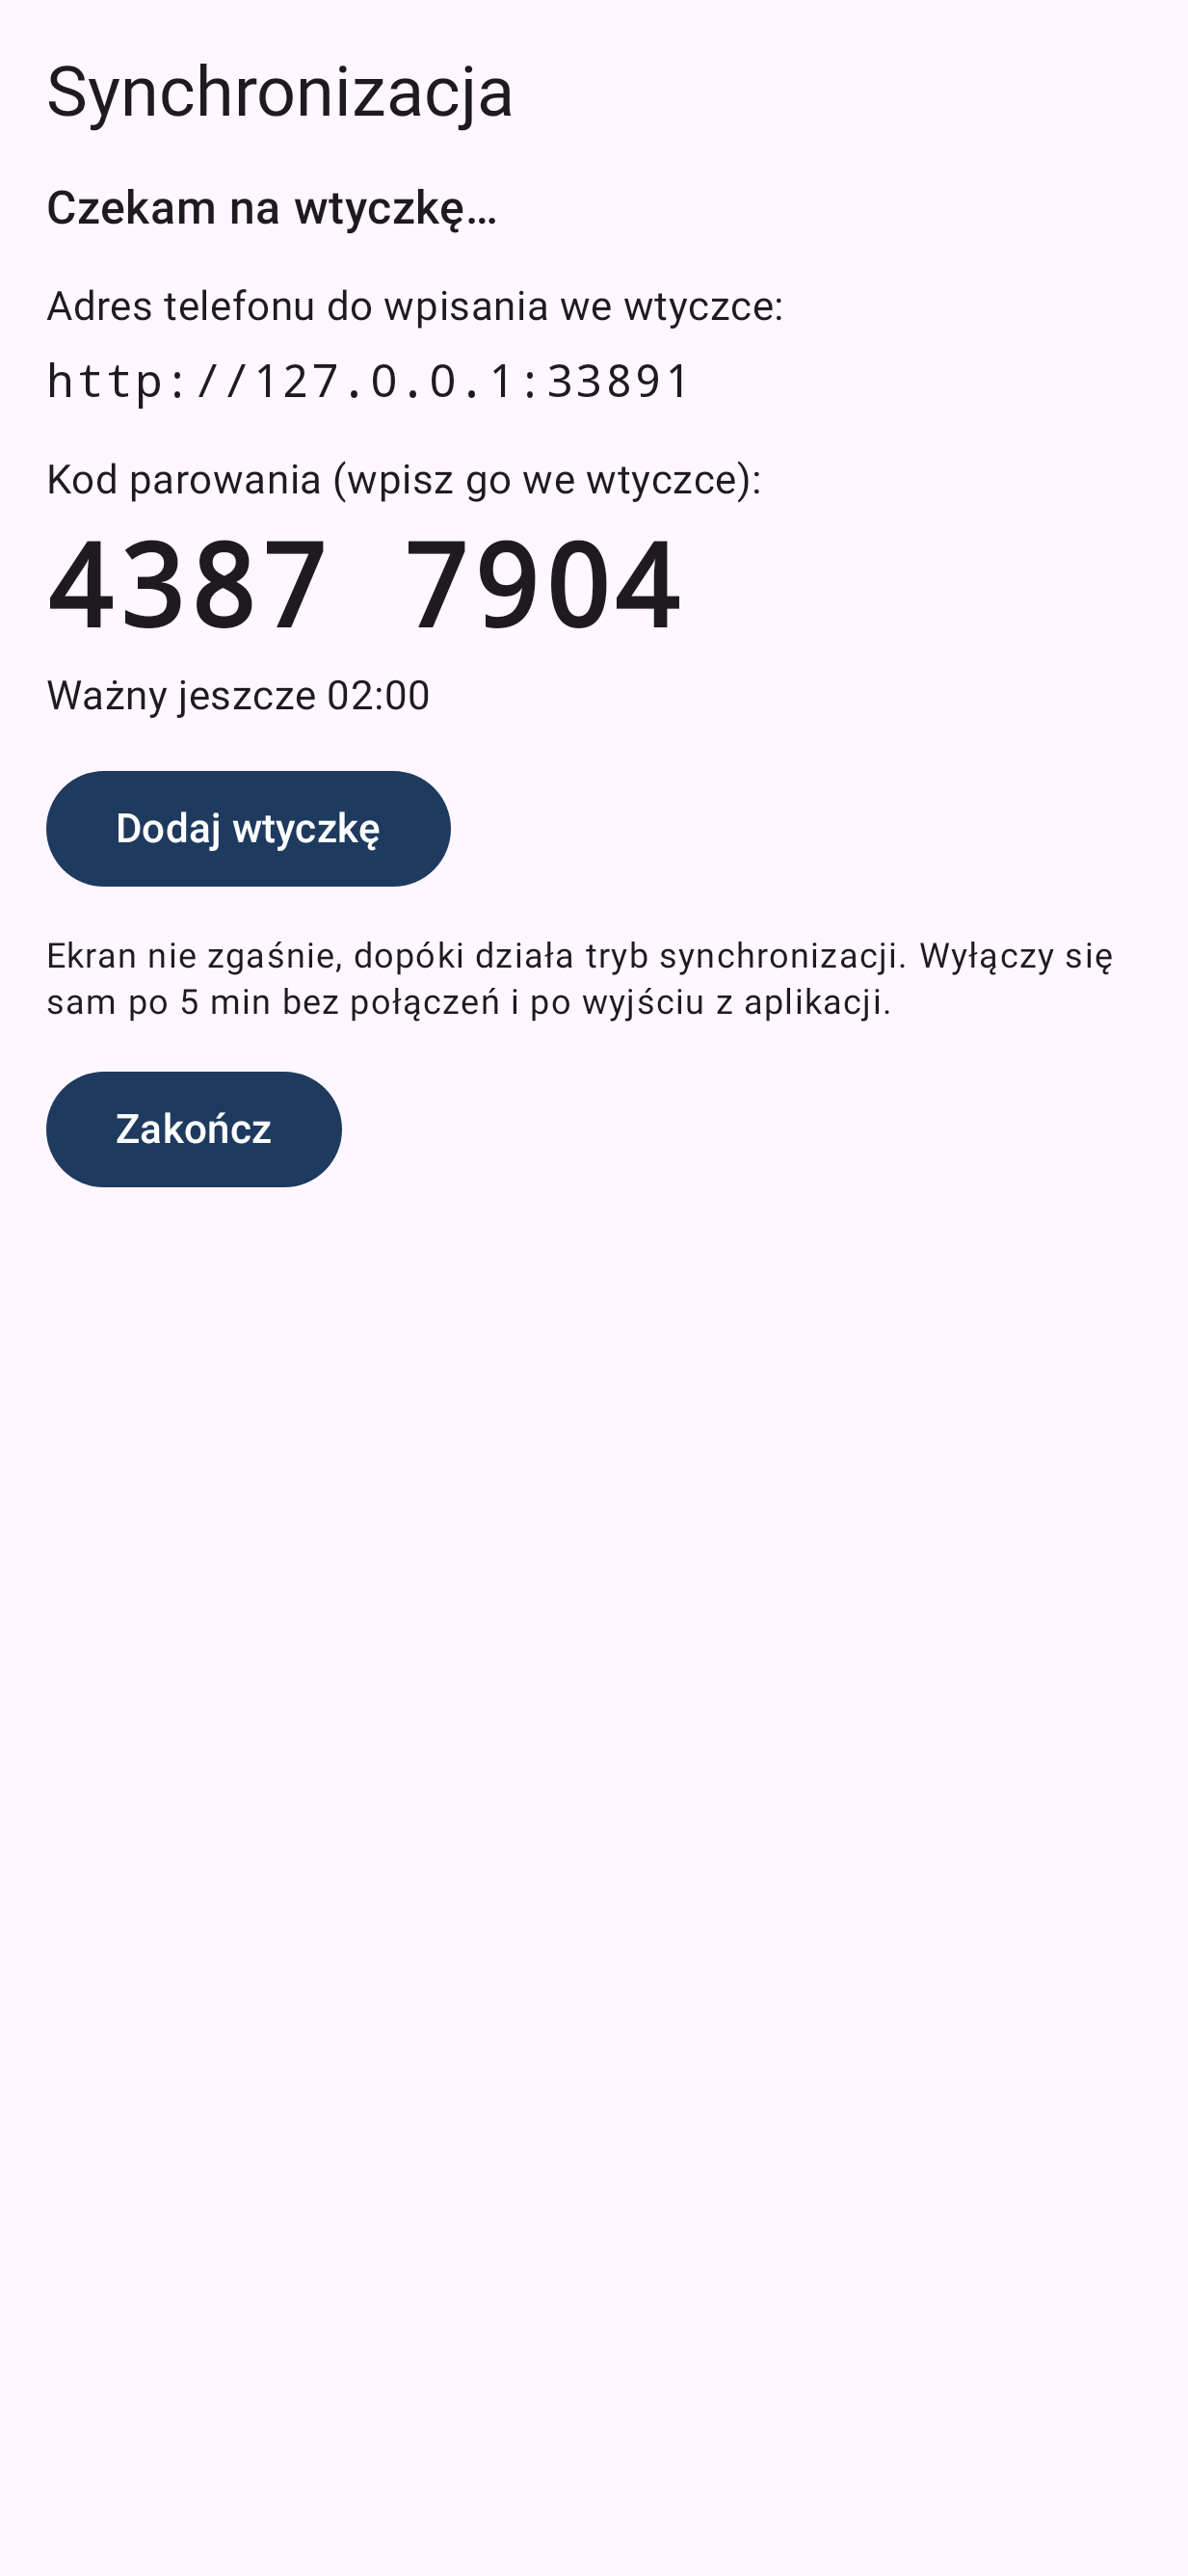 Synchronizacja
Czekam na wtyczkę…
Adres telefonu do wpisania we wtyczce:
http://127.0.0.1:33891
Kod parowania (wpisz go we wtyczce):
4387 7904
Ważny jeszcze 02:00
Dodaj wtyczkę
Ekran nie zgaśnie, dopóki działa tryb synchronizacji. Wyłączy się
sam po 5 min bez połączeń i po wyjściu z aplikacji.
Zakończ